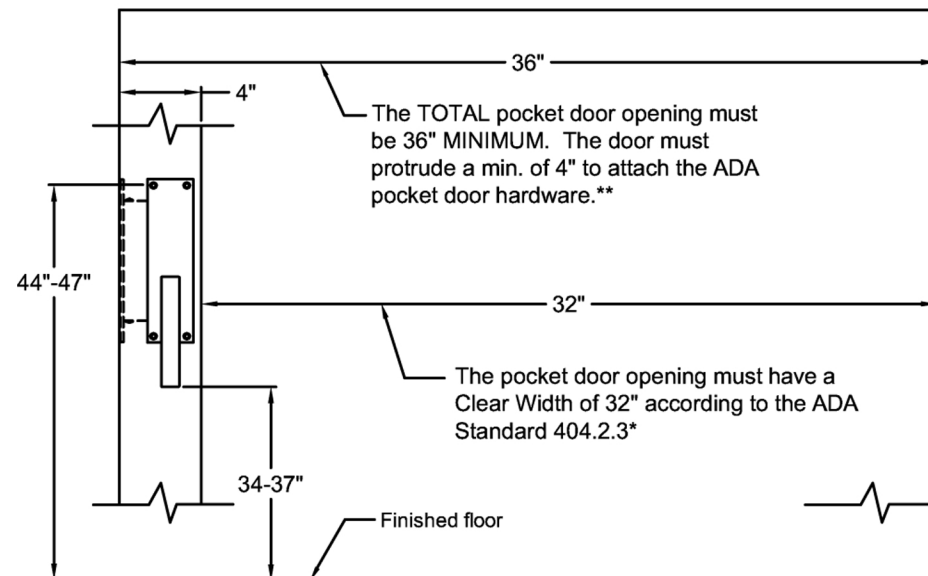 36"
4"
The TOTAL pocket door opening must
be 36" MINIMUM. The door must
protrude a min. of 4" to attach the ADA
pocket door hardware.**
44"-47"
32"
The pocket door opening must have a
Clear Width of 32" according to the ADA
Standard 404.2.3*
34-37"
Finished floor